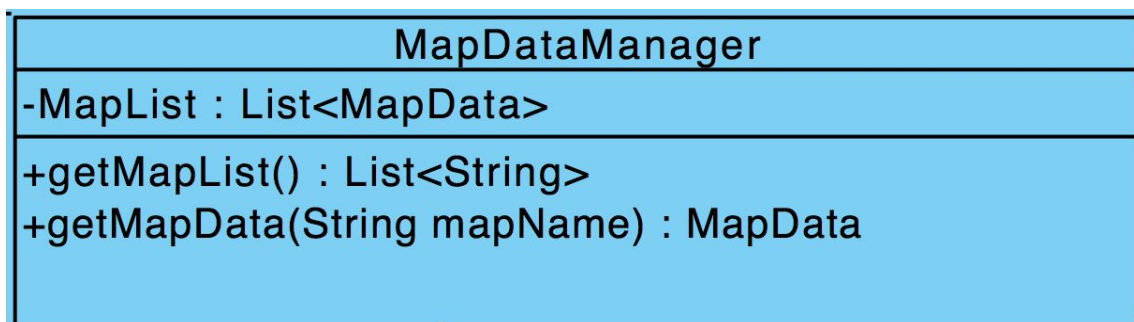 MapDataManager
-MapList : List<MapData>
+getMapList() : List<String>
+getMapData(String mapName) : MapData